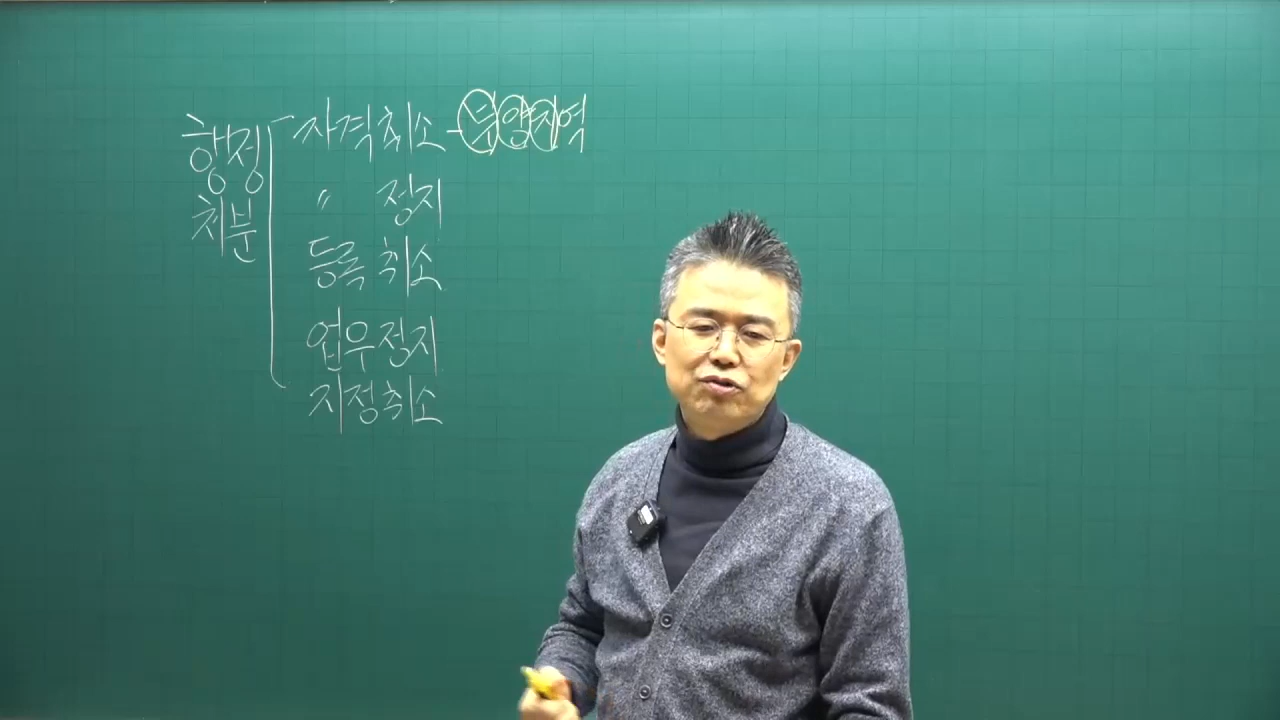 행정
처분
자격취소 - 부양지역
〃 정지
등록 취소
업무정지
지정취소